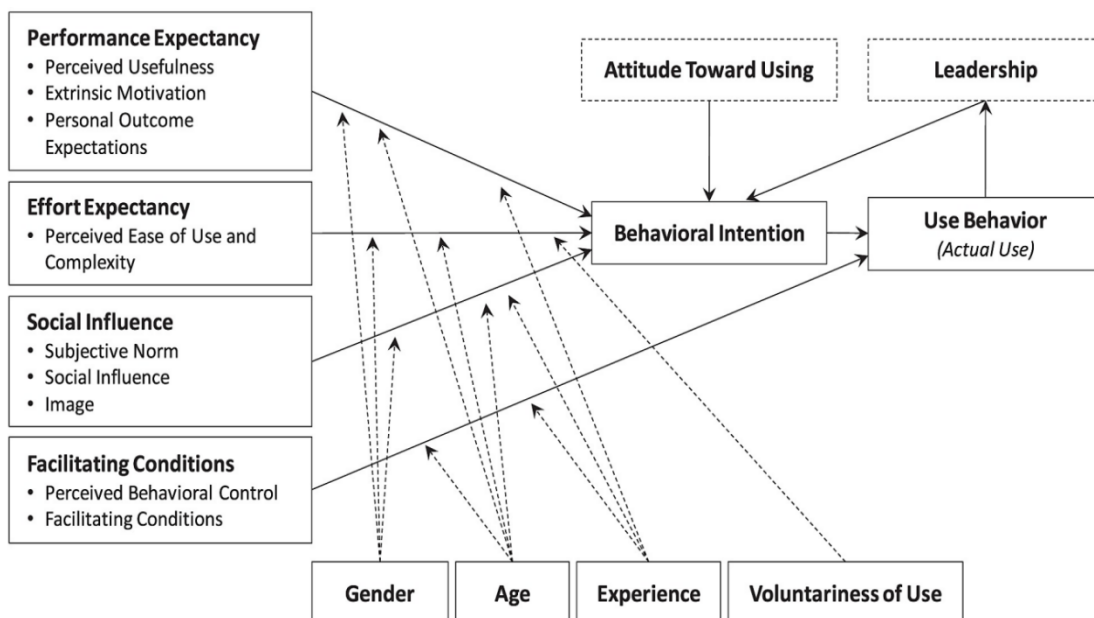 Performance Expectancy
• Perceived Usefulness
• Extrinsic Motivation
• Personal Outcome
Expectations
Attitude Toward Using
Leadership
Effort Expectancy
• Perceived Ease of Use and
Complexity
Behavioral Intention
Use Behavior
(Actual Use)
Social Influence
• Subjective Norm
• Social Influence
• Image
Facilitating Conditions
• Perceived Behavioral Control
• Facilitating Conditions
Gender
Age
Experience
Voluntariness of Use